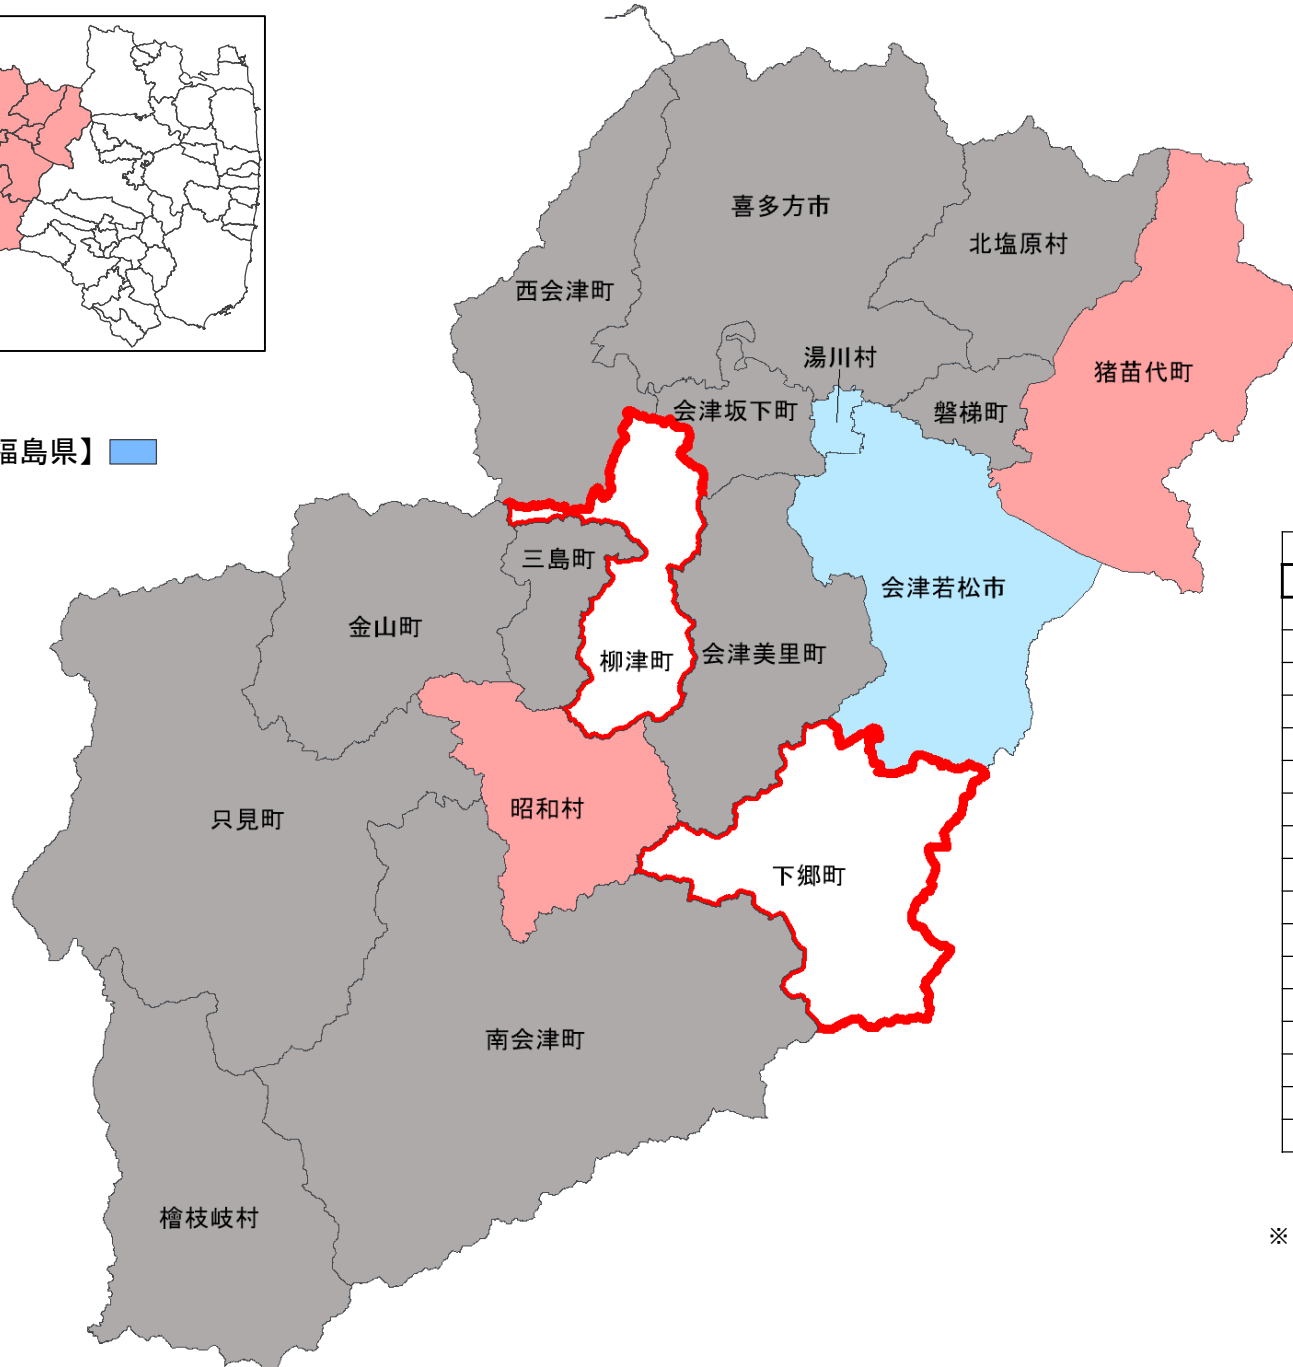 喜多方市
北塩原村
西会津町
湯川村
猪苗代町
会津坂下町
磐梯町
福島県】
三島町
会津若松市
金山町
会津美里町
柳津町
昭和村
只見町
下郷町
南会津町
檜枝岐村
※